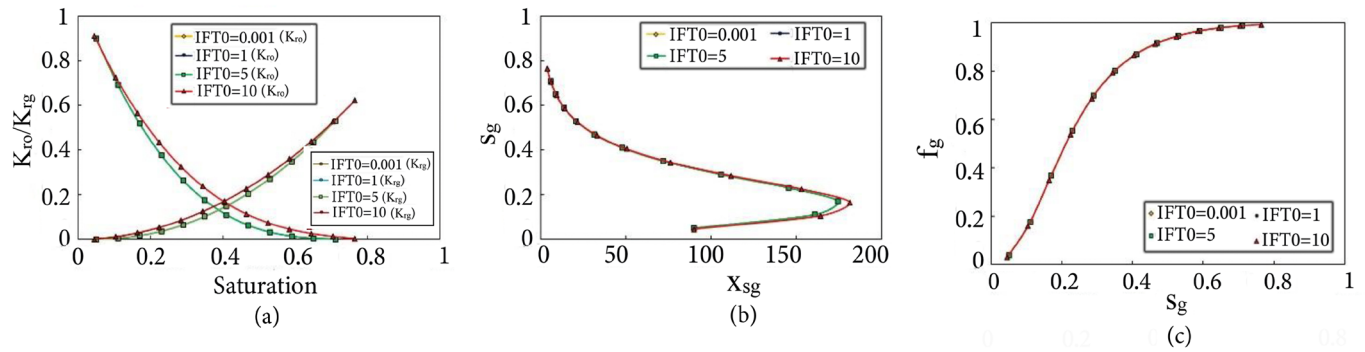 IFT0=0.001 (Kro)
IFT0=1 (Kro)
IFT0=5 (Kro)
IFT0=10 (Kro)
IFT0=0.001 (Krg)
IFT0=1 (Krg)
IFT0=5 (Krg)
IFT0=10 (Krg)
Kro/Krg
1
0.8
0.6
0.4
0.2
0
0 0.2 0.4 0.6 0.8 1
Saturation
(a)
IFT0=0.001 IFT0=1
IFT0=5 IFT0=10
Sg
1
0.8
0.6
0.4
0.2
0
0 50 100 150 200
Xsg
(b)
fg
1
0.8
0.6
0.4
0.2
0
IFT0=0.001 IFT0=1
IFT0=5 IFT0=10
0 0.2 0.4 0.6 0.8 1
Sg
(c)
0 0.2 0.8